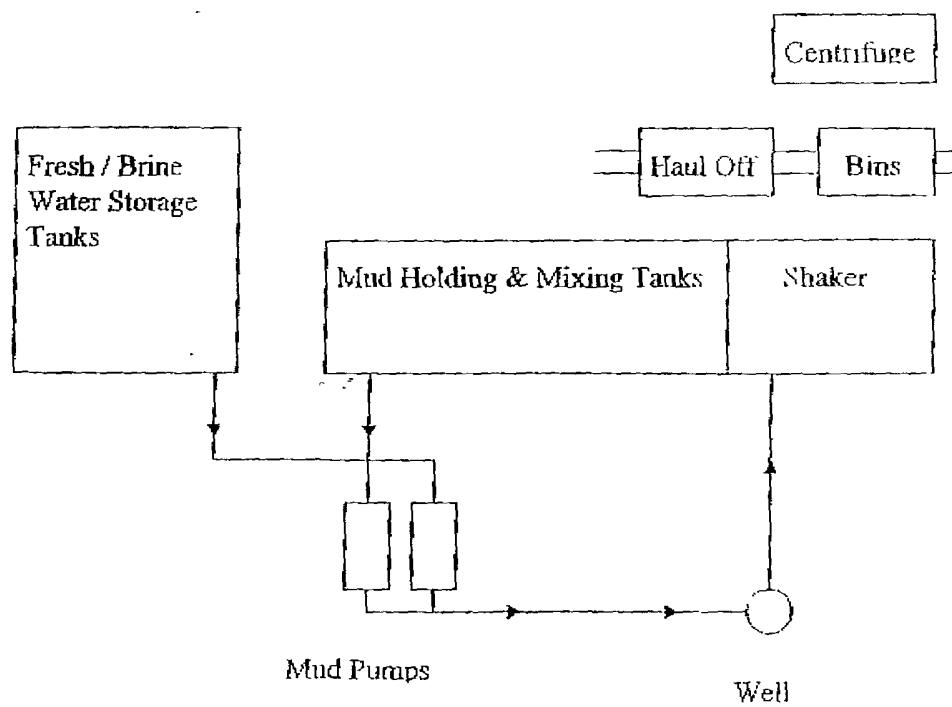 Centrifuge
Fresh / Brine
Water Storage
Tanks
Haul Off
Bins
Mud Holding & Mixing Tanks
Shaker
Mud Pumps
Well